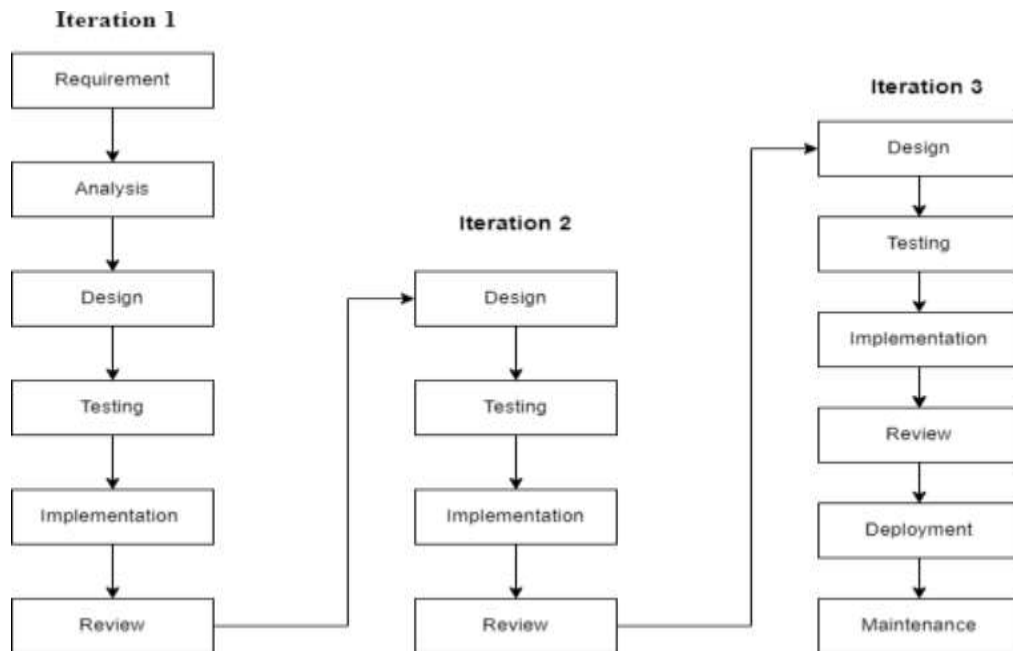 Iteration 1
Requirement
Analysis
Design
Testing
Implementation
Review
Iteration 2
Design
Testing
Implementation
Review
Iteration 3
Design
Testing
Implementation
Review
Deployment
Maintenance